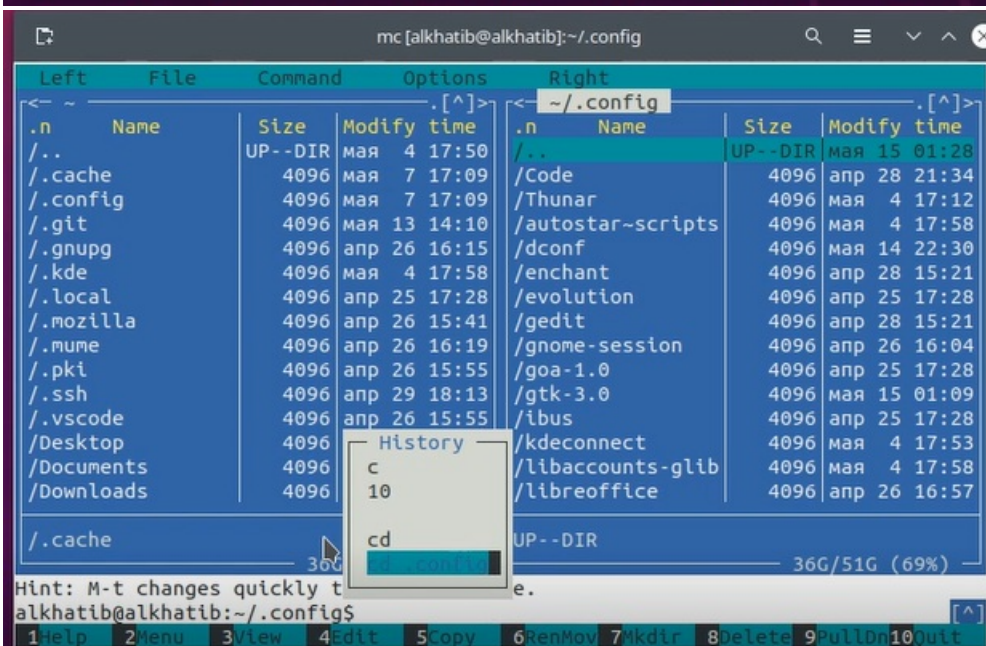 mc [alkhatib@alkhatib]:~/.config
Left File Command Options Right
<- ~ .[^]> <- ~/.config .[^]>
.n Name Size Modify time .n Name Size Modify time
/.. UP--DIR мая 4 17:50 /.. UP--DIR мая 15 01:28
/.cache 4096 мая 7 17:09 /Code 4096 апр 28 21:34
/.config 4096 мая 7 17:09 /Thunar 4096 мая 4 17:12
/.git 4096 мая 13 14:10 /autostar~scripts 4096 мая 4 17:58
/.gnupg 4096 апр 26 16:15 /dconf 4096 мая 14 22:30
/.kde 4096 мая 4 17:58 /enchant 4096 апр 28 15:21
/.local 4096 апр 25 17:28 /evolution 4096 апр 25 17:28
/.mozilla 4096 апр 26 15:41 /gedit 4096 апр 28 15:21
/.mume 4096 апр 26 16:19 /gnome-session 4096 апр 26 16:04
/.pki 4096 апр 26 15:55 /goa-1.0 4096 апр 25 17:28
/.ssh 4096 апр 29 18:13 /gtk-3.0 4096 мая 15 01:09
/.vscode 4096 апр 26 15:55 /ibus 4096 апр 25 17:28
/Desktop 4096 History /kdeconnect 4096 мая 4 17:53
/Documents 4096 c /libaccounts-glib 4096 мая 4 17:58
/Downloads 4096 10 /libreoffice 4096 апр 26 16:57
/.cache cd UP--DIR
36G cd .config 36G/51G (69%)
Hint: M-t changes quickly t e.
alkhatib@alkhatib:~/.config$ [^]
1Help 2Menu 3View 4Edit 5Copy 6RenMov 7Mkdir 8Delete 9PullDn 10Quit